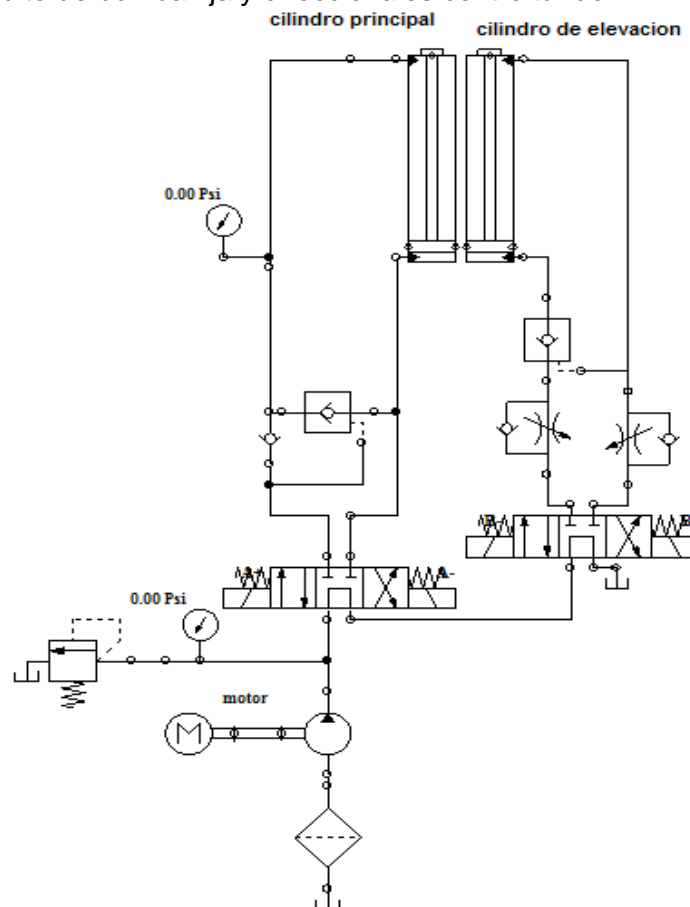 cilindro principal
cilindro de elevacion
0.00 Psi
A+
A-
0.00 Psi
motor
M